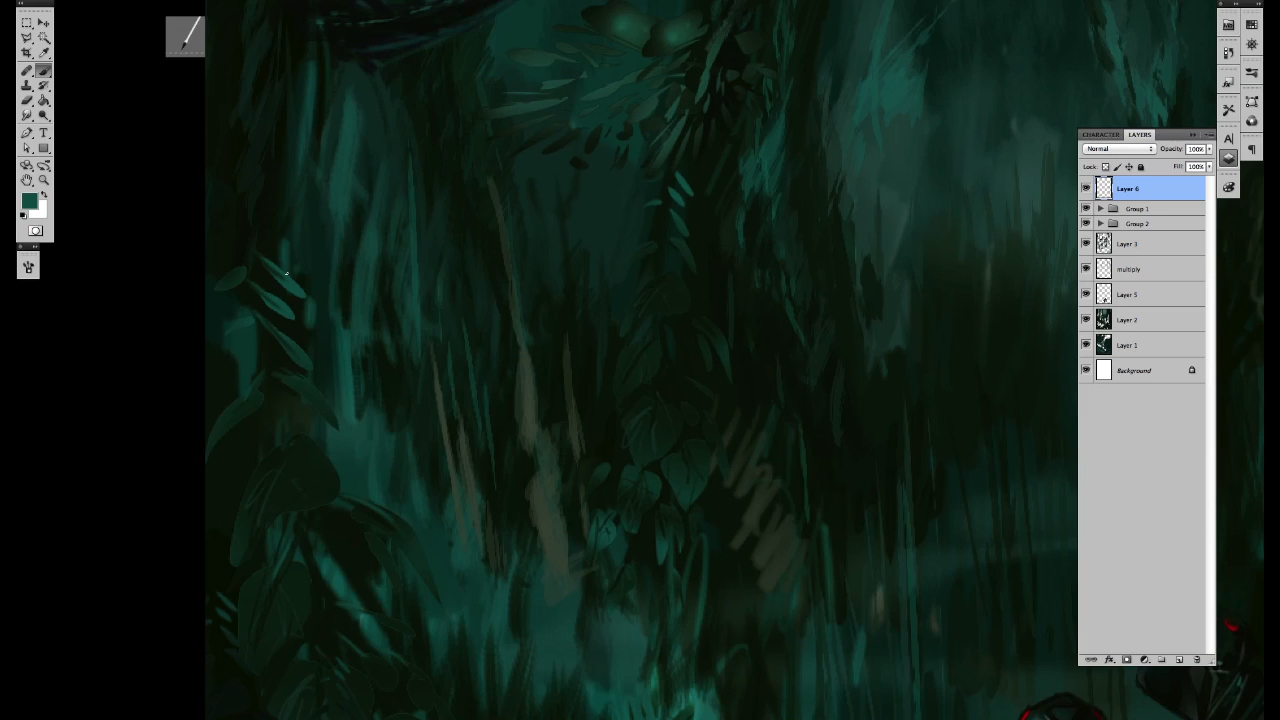 CHARACTER LAYERS
Normal Opacity: 100%
Lock: Fill: 100%
Layer 6
Group 1
Group 2
Layer 3
multiply
Layer 5
Layer 2
Layer 1
Background